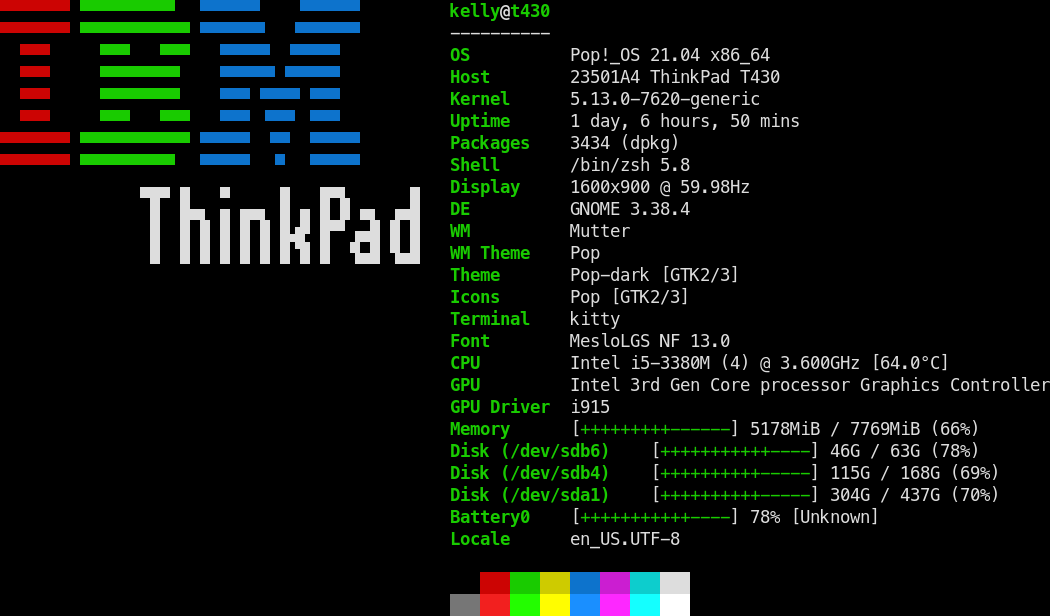 IBM
ThinkPad
kelly@t430
----------
OS Pop!_OS 21.04 x86_64
Host 23501A4 ThinkPad T430
Kernel 5.13.0-7620-generic
Uptime 1 day, 6 hours, 50 mins
Packages 3434 (dpkg)
Shell /bin/zsh 5.8
Display 1600x900 @ 59.98Hz
DE GNOME 3.38.4
WM Mutter
WM Theme Pop
Theme Pop-dark [GTK2/3]
Icons Pop [GTK2/3]
Terminal kitty
Font MesloLGS NF 13.0
CPU Intel i5-3380M (4) @ 3.600GHz [64.0°C]
GPU Intel 3rd Gen Core processor Graphics Controller
GPU Driver i915
Memory [+++++++++------] 5178MiB / 7769MiB (66%)
Disk (/dev/sdb6) [+++++++++++----] 46G / 63G (78%)
Disk (/dev/sdb4) [++++++++++-----] 115G / 168G (69%)
Disk (/dev/sda1) [++++++++++-----] 304G / 437G (70%)
Battery0 [+++++++++++----] 78% [Unknown]
Locale en_US.UTF-8